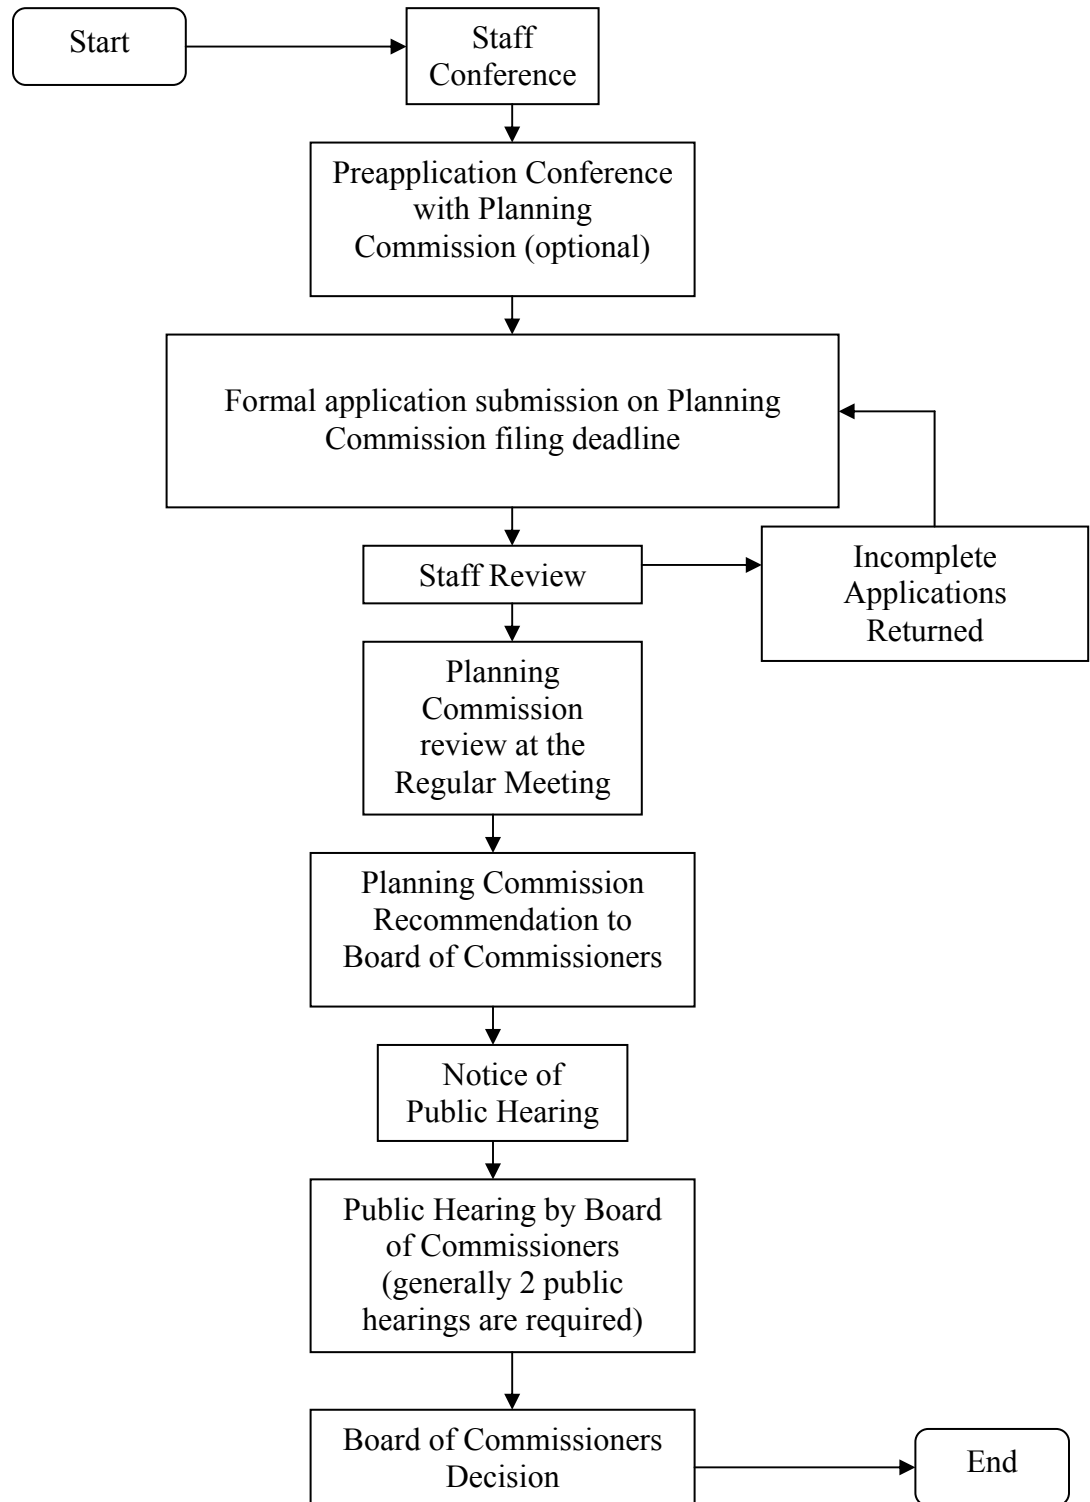 Start
Staff
Conference
Preapplication Conference
with Planning
Commission (optional)
Formal application submission on Planning
Commission filing deadline
Staff Review
Incomplete
Applications
Returned
Planning
Commission
review at the
Regular Meeting
Planning Commission
Recommendation to
Board of Commissioners
Notice of
Public Hearing
Public Hearing by Board
of Commissioners
(generally 2 public
hearings are required)
Board of Commissioners
Decision
End